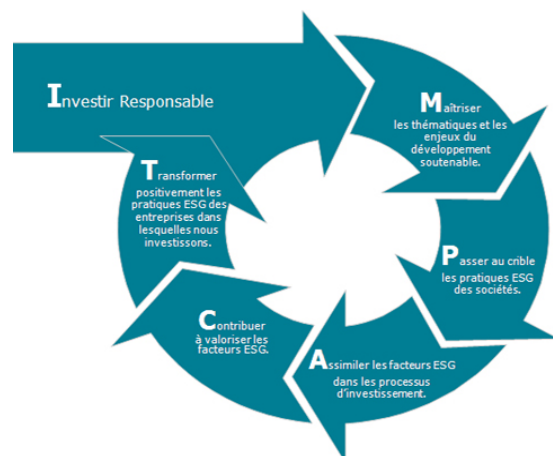 Investir Responsable
Maîtriser
les thématiques et les
enjeux du
développement
soutenable.
Passer au crible
les pratiques ESG
des sociétés.
Assimiler les facteurs ESG
dans les processus
d'investissement.
Contribuer
à valoriser les
facteurs ESG.
Transformer
positivement les
pratiques ESG des
entreprises dans
lesquelles nous
investissons.